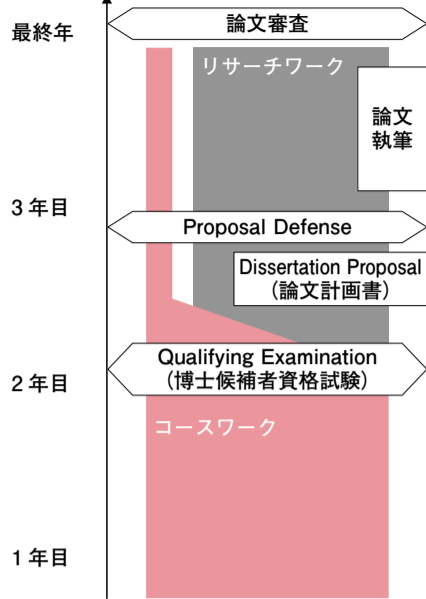 最終年
論文審査
リサーチワーク
論文
執筆
3年目
Proposal Defense
Dissertation Proposal
（論文計画書）
Qualifying Examination
（博士候補者資格試験）
2年目
コースワーク
1年目